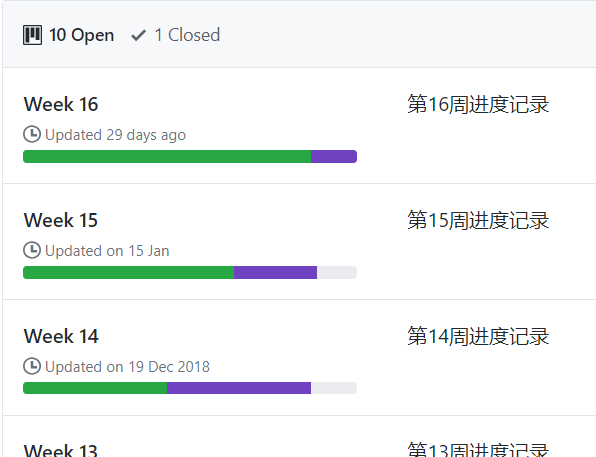 10 Open 1 Closed
Week 16 第16周进度记录
Updated 29 days ago
Week 15 第15周进度记录
Updated on 15 Jan
Week 14 第14周进度记录
Updated on 19 Dec 2018
Week 13 第13周进度记录